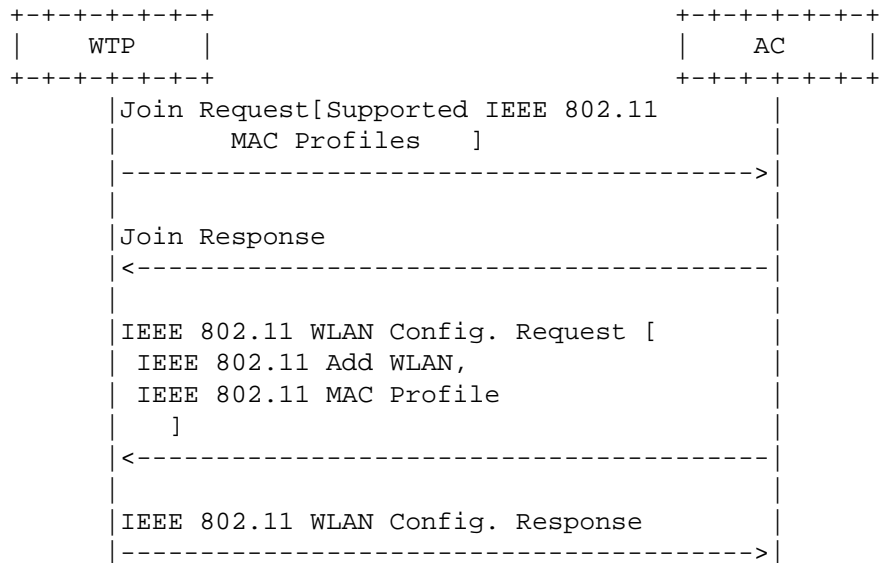 +-+-+-+-+-+-+                             +-+-+-+-+-+-+
|    WTP    |                             |    AC     |
+-+-+-+-+-+-+                             +-+-+-+-+-+-+
      |Join Request[Supported IEEE 802.11       |
      |       MAC Profiles   ]                  |
      |---------------------------------------->|
      |                                         |
      |Join Response                            |
      |<----------------------------------------|
      |                                         |
      |IEEE 802.11 WLAN Config. Request [       |
      | IEEE 802.11 Add WLAN,                   |
      | IEEE 802.11 MAC Profile                 |
      |   ]                                     |
      |<----------------------------------------|
      |                                         |
      |IEEE 802.11 WLAN Config. Response        |
      |---------------------------------------->|